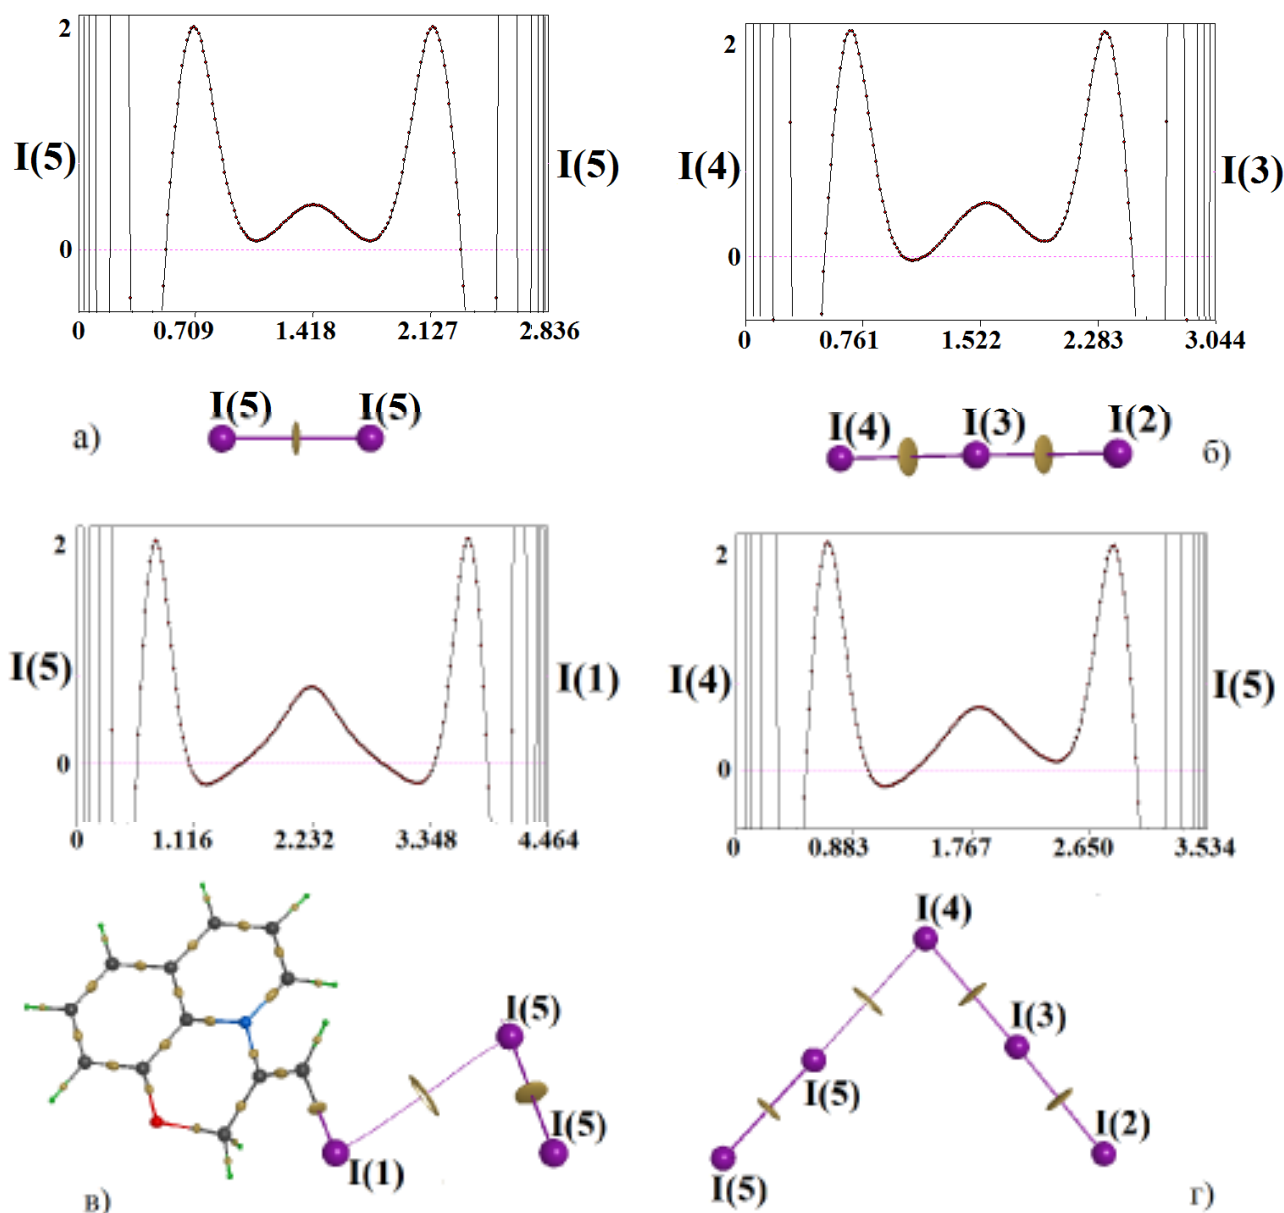 2
I(5)
I(5)
0
0 0.709 1.418 2.127 2.836
2
I(4)
I(3)
0
0 0.761 1.522 2.283 3.044
I(5) I(5)
а)
I(4) I(3) I(2)
б)
2
I(5)
I(1)
0
0 1.116 2.232 3.348 4.464
2
I(4)
I(5)
0
0 0.883 1.767 2.650 3.534
I(5)
I(5)
I(1)
в)
I(4)
I(3)
I(5)
I(2)
I(5)
г)